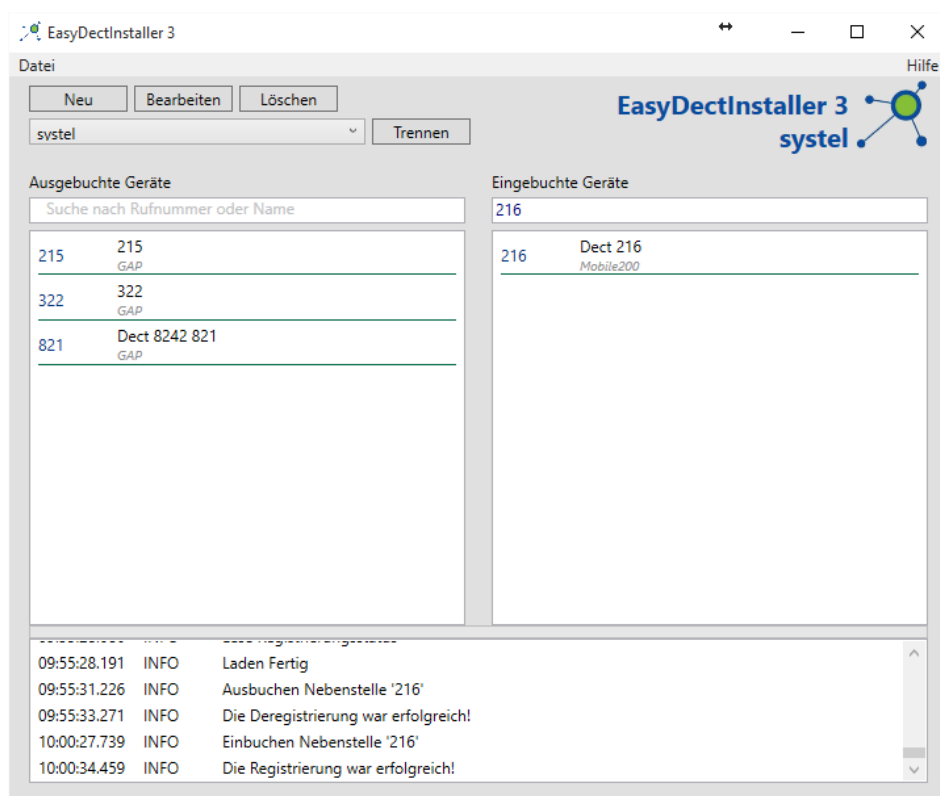 EasyDectInstaller 3
Datei Hilfe
Neu Bearbeiten Löschen
systel Trennen
EasyDectInstaller 3
systel
Ausgebuchte Geräte
Suche nach Rufnummer oder Name
215 215
GAP
322 322
GAP
821 Dect 8242 821
GAP
Eingebuchte Geräte
216
216 Dect 216
Mobile200
09:55:28.191 INFO Laden Fertig
09:55:31.226 INFO Ausbuchen Nebenstelle '216'
09:55:33.271 INFO Die Deregistrierung war erfolgreich!
10:00:27.739 INFO Einbuchen Nebenstelle '216'
10:00:34.459 INFO Die Registrierung war erfolgreich!